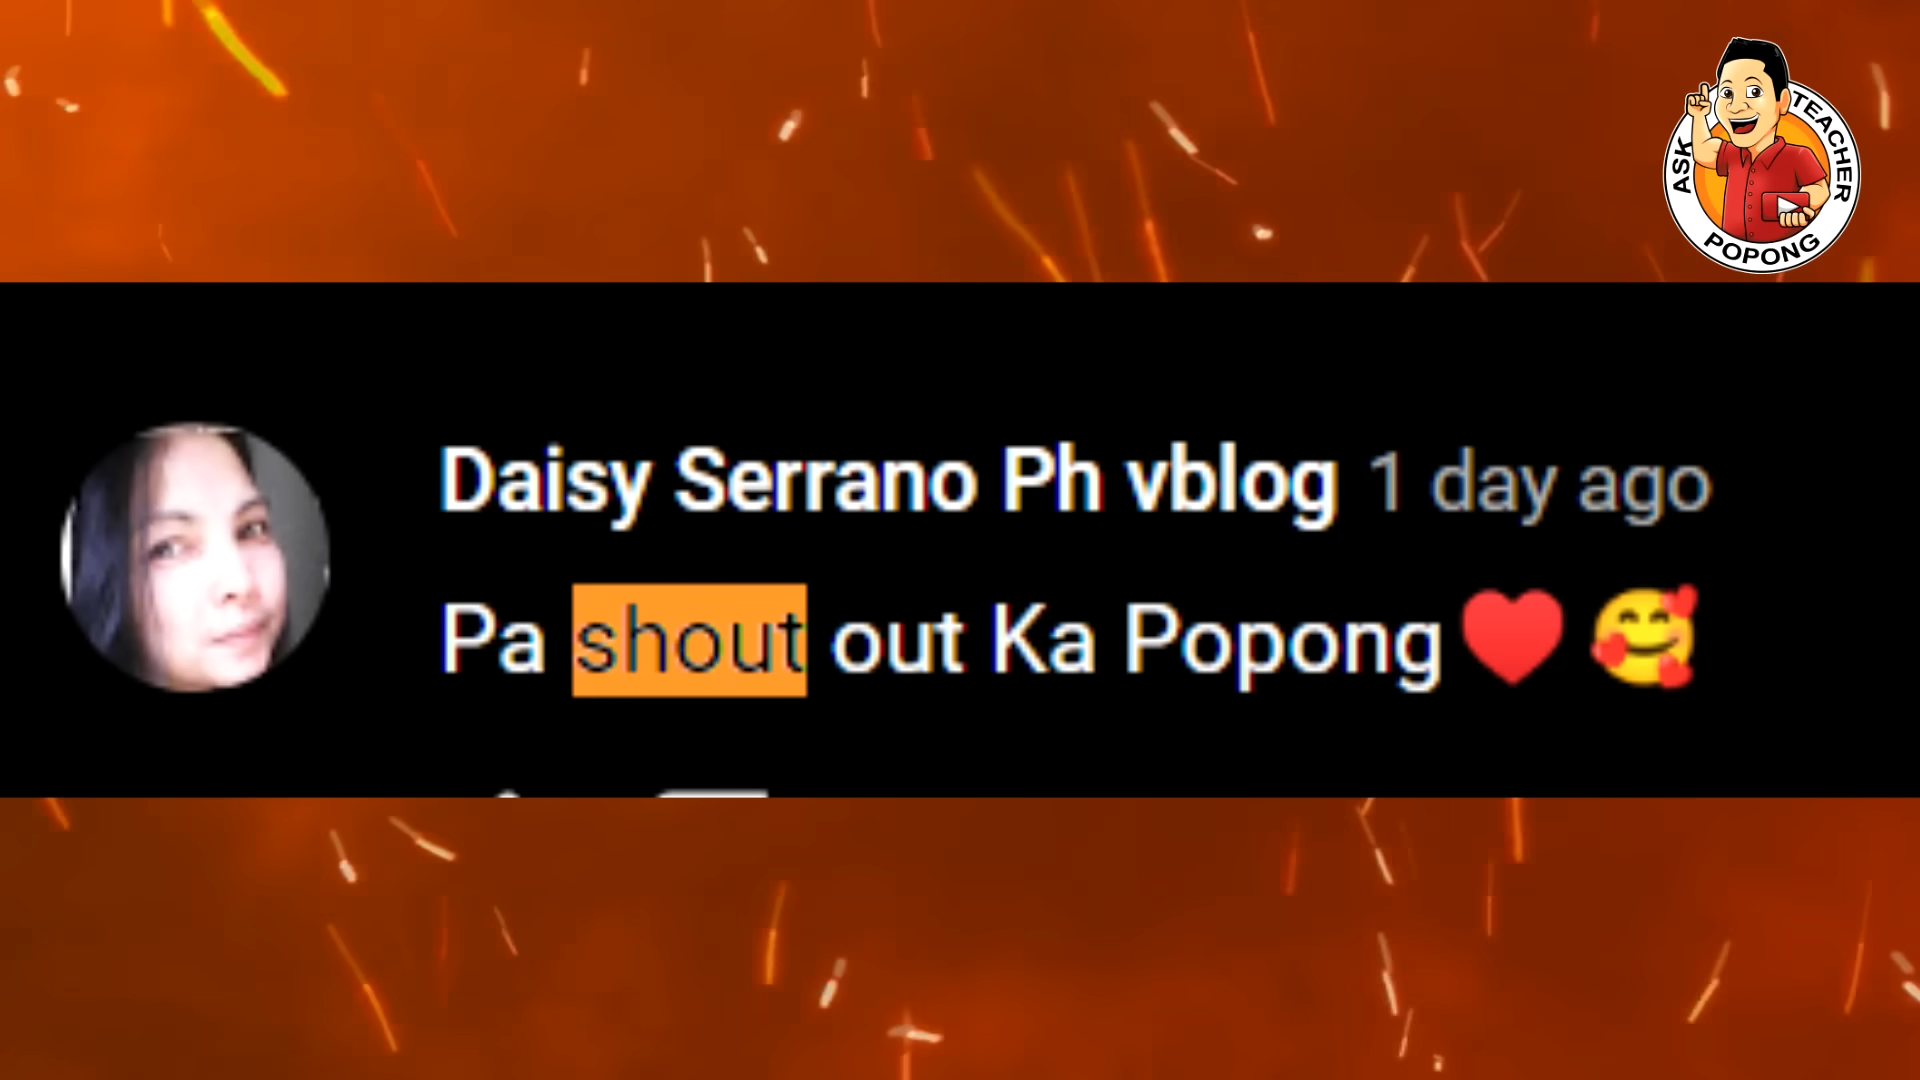 ASK TEACHER POPONG
Daisy Serrano Ph vblog 1 day ago
Pa shout out Ka Popong ♥️ 🥰